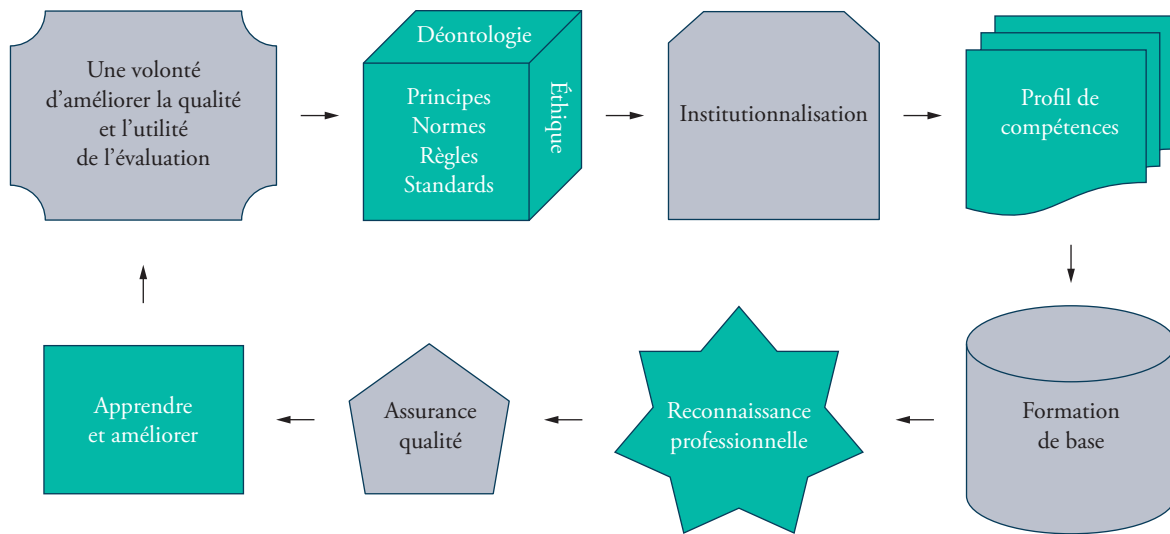 Une volonté
d'améliorer la qualité
et l'utilité
de l'évaluation
Déontologie
Principes
Normes
Règles
Standards
Éthique
Institutionnalisation
Profil de
compétences
Formation
de base
Reconnaissance
professionnelle
Assurance
qualité
Apprendre
et améliorer